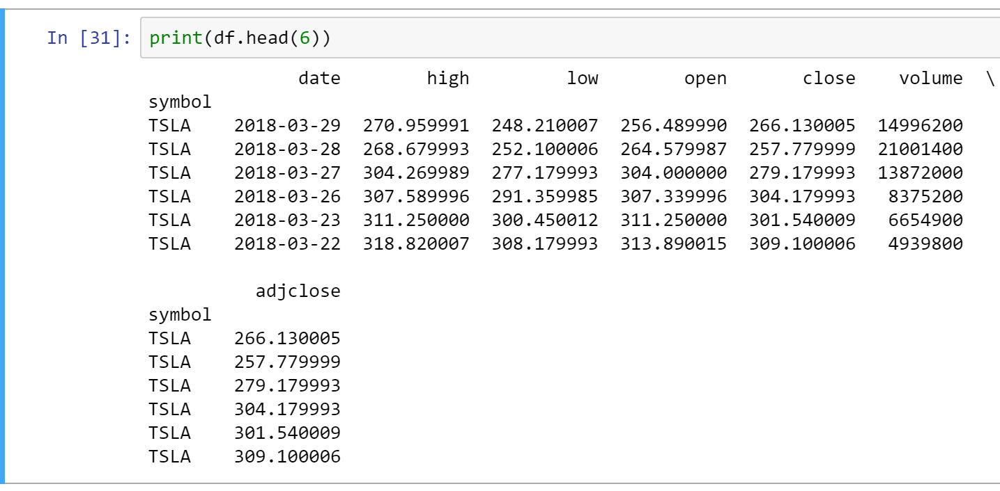 In [31]: print(df.head(6))
date high low open close volume \
symbol
TSLA 2018-03-29 270.959991 248.210007 256.489990 266.130005 14996200
TSLA 2018-03-28 268.679993 252.100006 264.579987 257.779999 21001400
TSLA 2018-03-27 304.269989 277.179993 304.000000 279.179993 13872000
TSLA 2018-03-26 307.589996 291.359985 307.339996 304.179993 8375200
TSLA 2018-03-23 311.250000 300.450012 311.250000 301.540009 6654900
TSLA 2018-03-22 318.820007 308.179993 313.890015 309.100006 4939800
adjclose
symbol
TSLA 266.130005
TSLA 257.779999
TSLA 279.179993
TSLA 304.179993
TSLA 301.540009
TSLA 309.100006